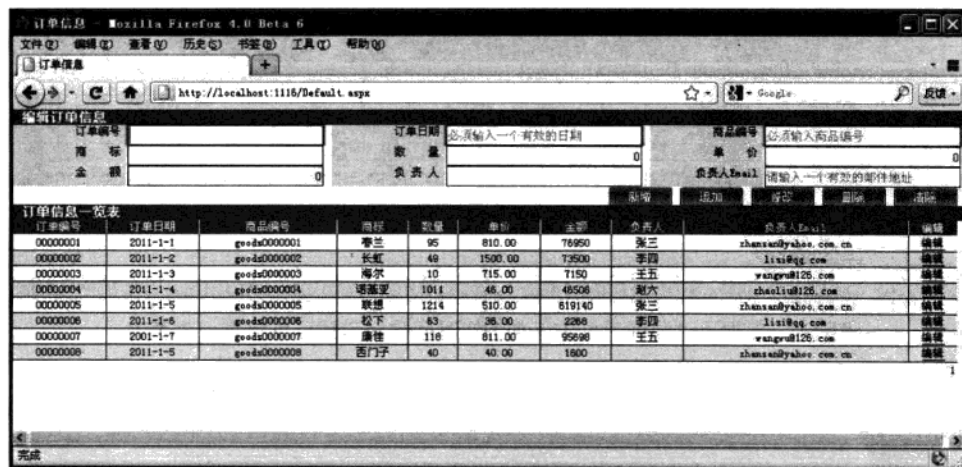 订单信息 - Mozilla Firefox 4.0 Beta 6
文件(F) 编辑(E) 查看(V) 历史(S) 书签(B) 工具(T) 帮助(H)
订单信息 +
http://localhost:1116/Default.aspx Google 反馈
编辑订单信息
订单编号 订单日期 必须输入一个有效的日期 商品编号 必须输入商品编号
商 标 数 量 0 单 价 0
金 额 0 负 责 人 负责人Email 请输入一个有效的邮件地址
新增 追加 修改 删除 清除
订单信息一览表
订单编号 订单日期 商品编号 商标 数量 单价 金额 负责人 负责人Email 编辑
00000001 2011-1-1 goods0000001 春兰 95 810.00 76950 张三 zhansan@yahoo.com.cn 编辑
00000002 2011-1-2 goods0000002 长虹 49 1500.00 73500 李四 lisi@qq.com 编辑
00000003 2011-1-3 goods0000003 海尔 10 715.00 7150 王五 wangwu@126.com 编辑
00000004 2011-1-4 goods0000004 诺基亚 1011 46.00 46506 赵六 zhaoliu@126.com 编辑
00000005 2011-1-5 goods0000005 联想 1214 510.00 619140 张三 zhansan@yahoo.com.cn 编辑
00000006 2011-1-6 goods0000006 松下 63 36.00 2268 李四 lisi@qq.com 编辑
00000007 2001-1-7 goods0000007 康佳 118 811.00 95698 王五 wangwu@126.com 编辑
00000008 2011-1-5 goods0000008 西门子 40 40.00 1600 zhansan@yahoo.com.cn 编辑
1
完成